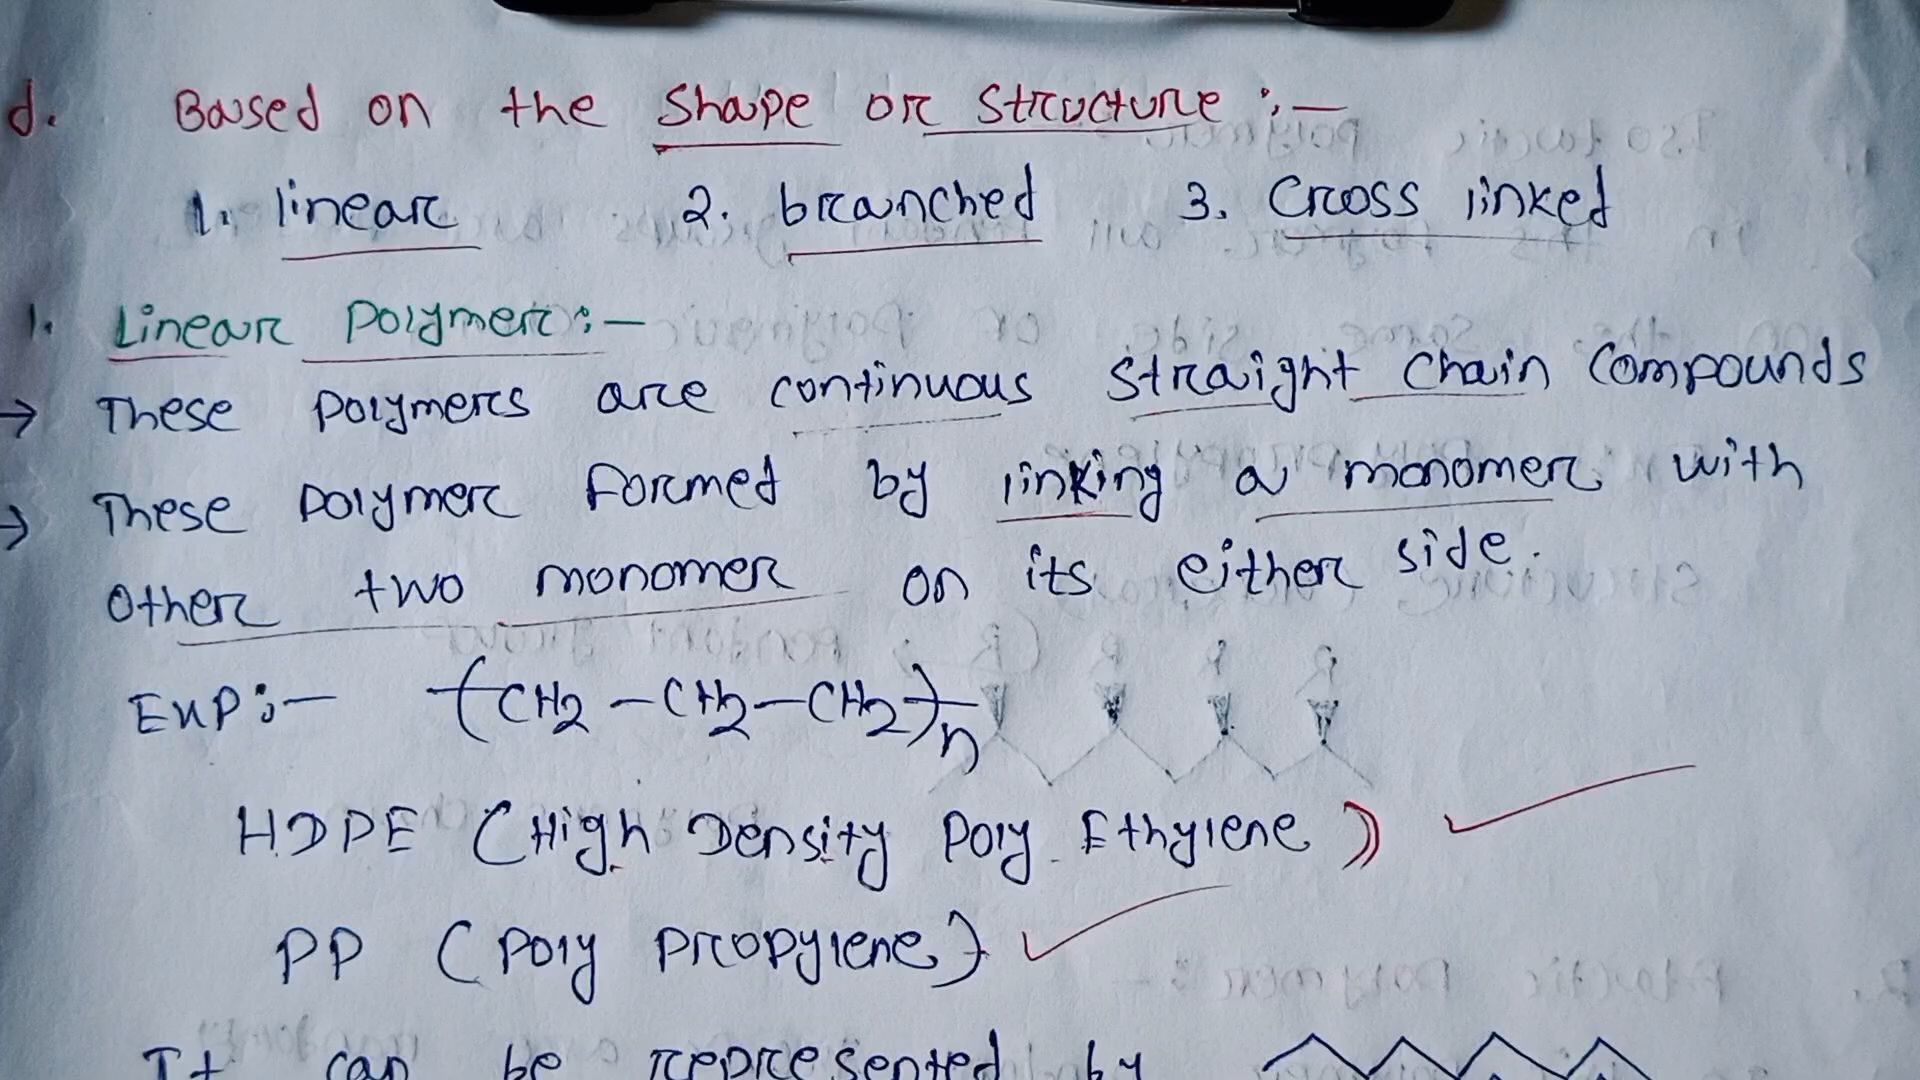 d. Based on the Shape or Structure :-
1. linear 2. branched 3. Cross linked
1. Linear Polymer :-
→ These polymers are continuous straight chain Compounds
→ These polymer formed by linking a monomer with
other two monomer on its either side.
Exp :- -(CH2-CH2-CH2)-n
HDPE (High Density Poly Ethylene)
PP (Poly Propylene)
It can be represented by